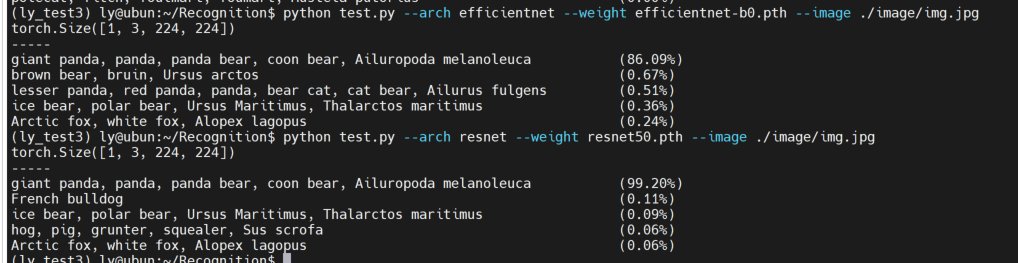 (ly_test3) ly@ubun:~/Recognition$ python test.py --arch efficientnet --weight efficientnet-b0.pth --image ./image/img.jpg
torch.Size([1, 3, 224, 224])
-----
giant panda, panda, panda bear, coon bear, Ailuropoda melanoleuca (86.09%)
brown bear, bruin, Ursus arctos (0.67%)
lesser panda, red panda, panda, bear cat, cat bear, Ailurus fulgens (0.51%)
ice bear, polar bear, Ursus Maritimus, Thalarctos maritimus (0.36%)
Arctic fox, white fox, Alopex lagopus (0.24%)
(ly_test3) ly@ubun:~/Recognition$ python test.py --arch resnet --weight resnet50.pth --image ./image/img.jpg
torch.Size([1, 3, 224, 224])
-----
giant panda, panda, panda bear, coon bear, Ailuropoda melanoleuca (99.20%)
French bulldog (0.11%)
ice bear, polar bear, Ursus Maritimus, Thalarctos maritimus (0.09%)
hog, pig, grunter, squealer, Sus scrofa (0.06%)
Arctic fox, white fox, Alopex lagopus (0.06%)
(ly_test3) ly@ubun:~/Recognition$